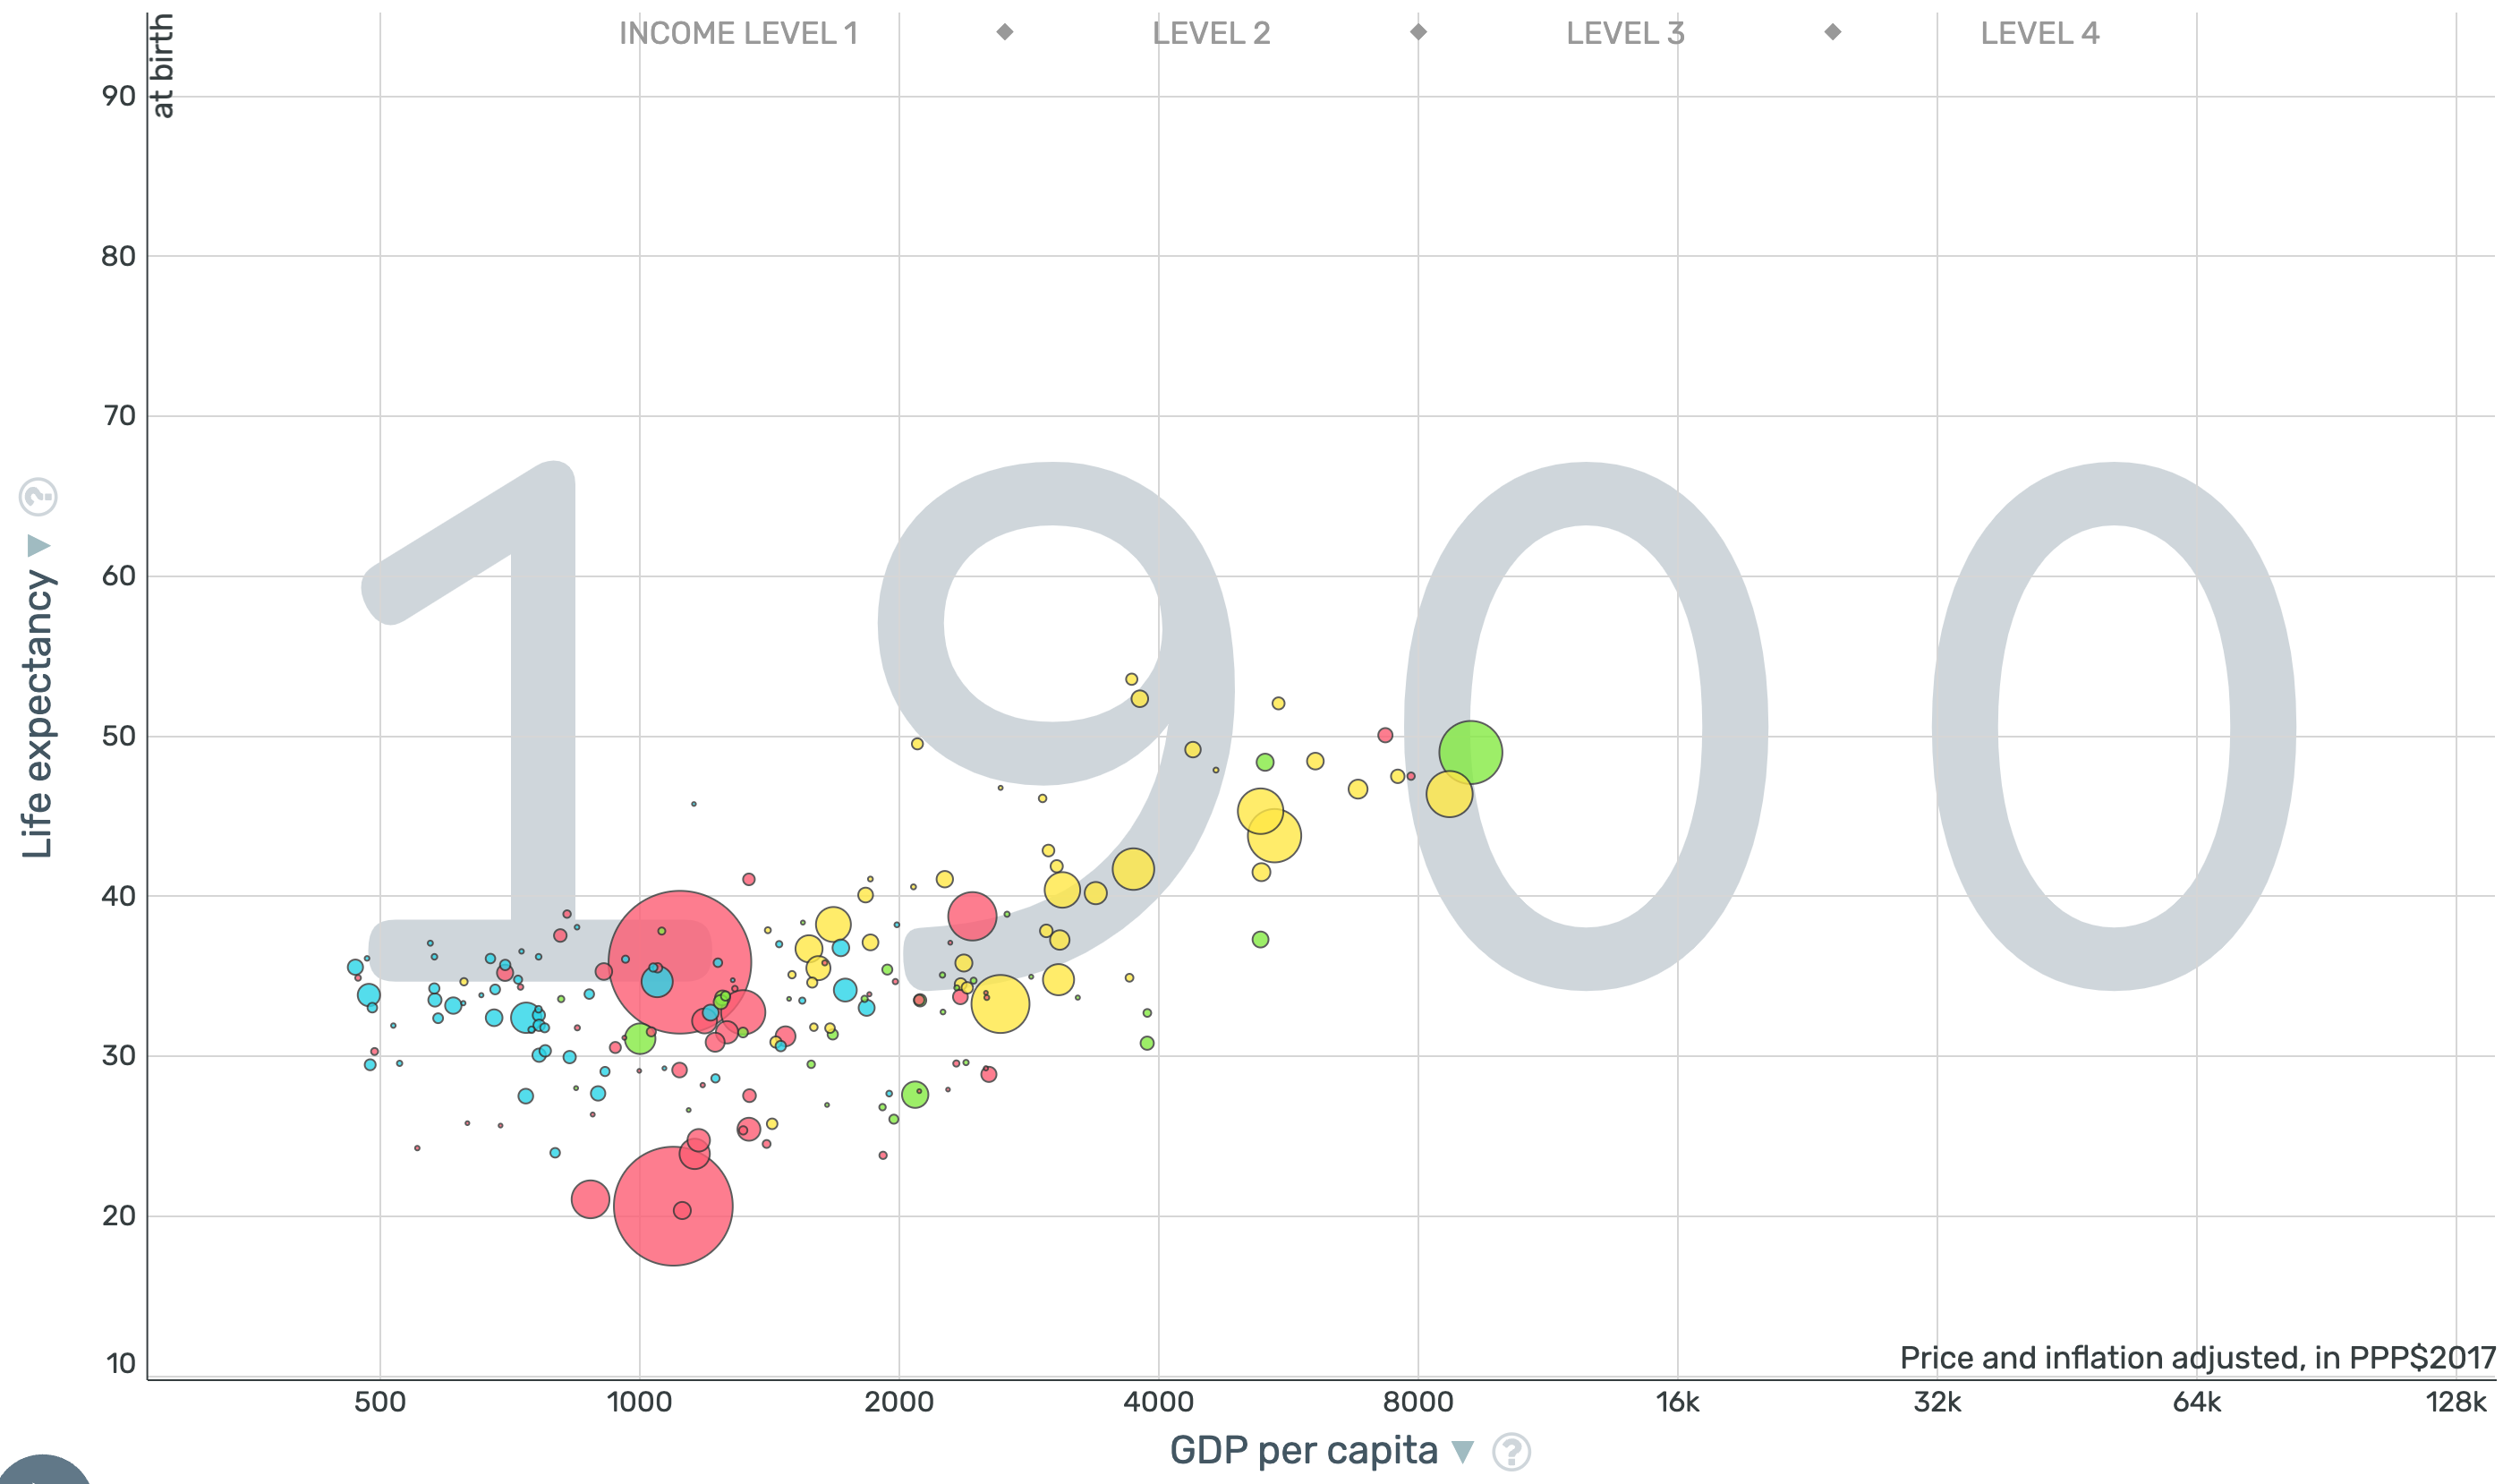 INCOME LEVEL 1 ◆ LEVEL 2 ◆ LEVEL 3 ◆ LEVEL 4
at birth
90
80
70
60
50
40
30
20
10
Life expectancy ▼ ?
1900
Price and inflation adjusted, in PPP$2017
500 1000 2000 4000 8000 16k 32k 64k 128k
GDP per capita ▼ ?